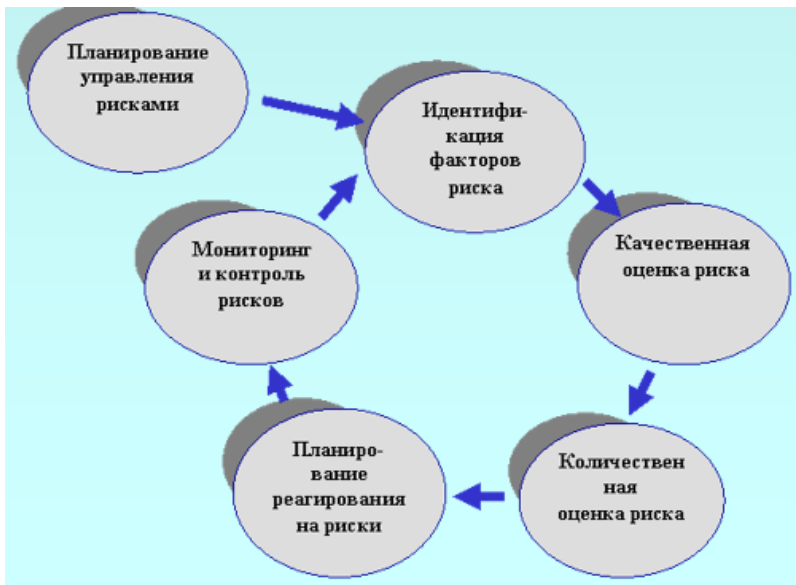 Планирование
управления
рисками
Идентифи-
кация
факторов
риска
Качественная
оценка риска
Количествен
ная
оценка риска
Планиро-
вание
реагирования
на риски
Мониторинг
и контроль
рисков